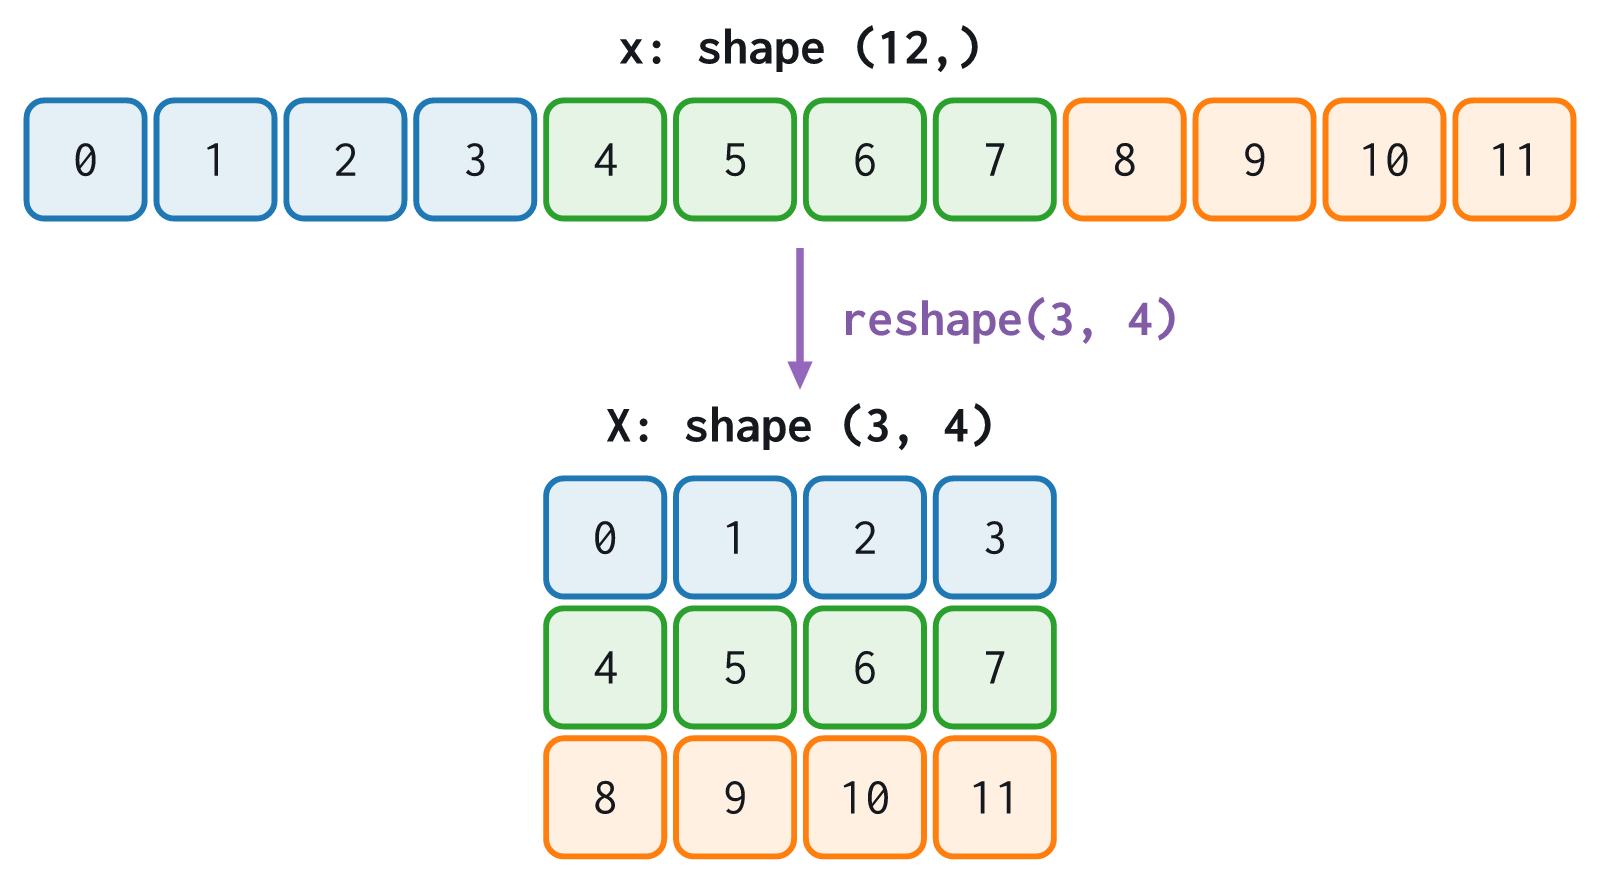 x: shape (12,)
0 1 2 3 4 5 6 7 8 9 10 11
reshape(3, 4)
X: shape (3, 4)
0 1 2 3
4 5 6 7
8 9 10 11